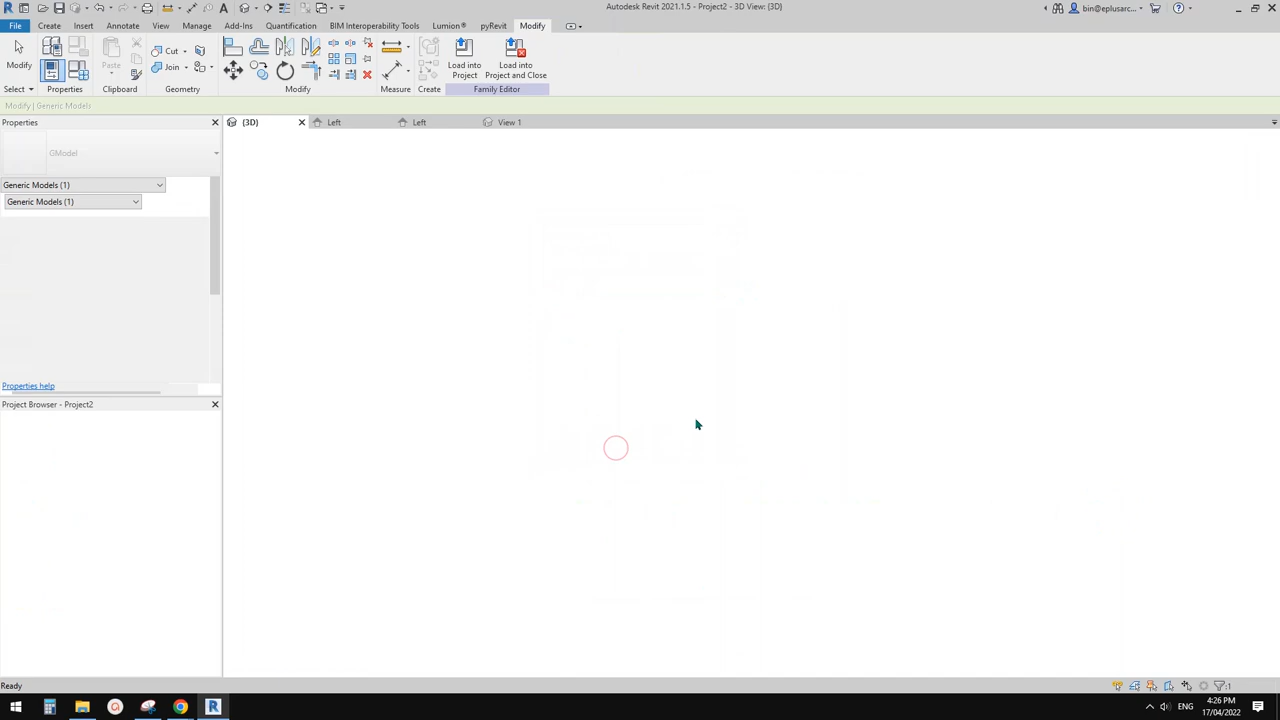 Autodesk Revit 2021.1.5 - Project2 - 3D View: {3D}
bin@eplusarc...
File Create Insert Annotate View Manage Add-Ins Quantification BIM Interoperability Tools Lumion® pyRevit Modify
Modify
Paste
Cut
Join
Load into
Project
Load into
Project and Close
Select Properties Clipboard Geometry Modify Measure Create Family Editor
Modify | Generic Models
Properties
{3D} Left Left View 1
GModel
Generic Models (1)
Generic Models (1)
Properties help
Project Browser - Project2
Ready
:1
ENG
4:26 PM
17/04/2022